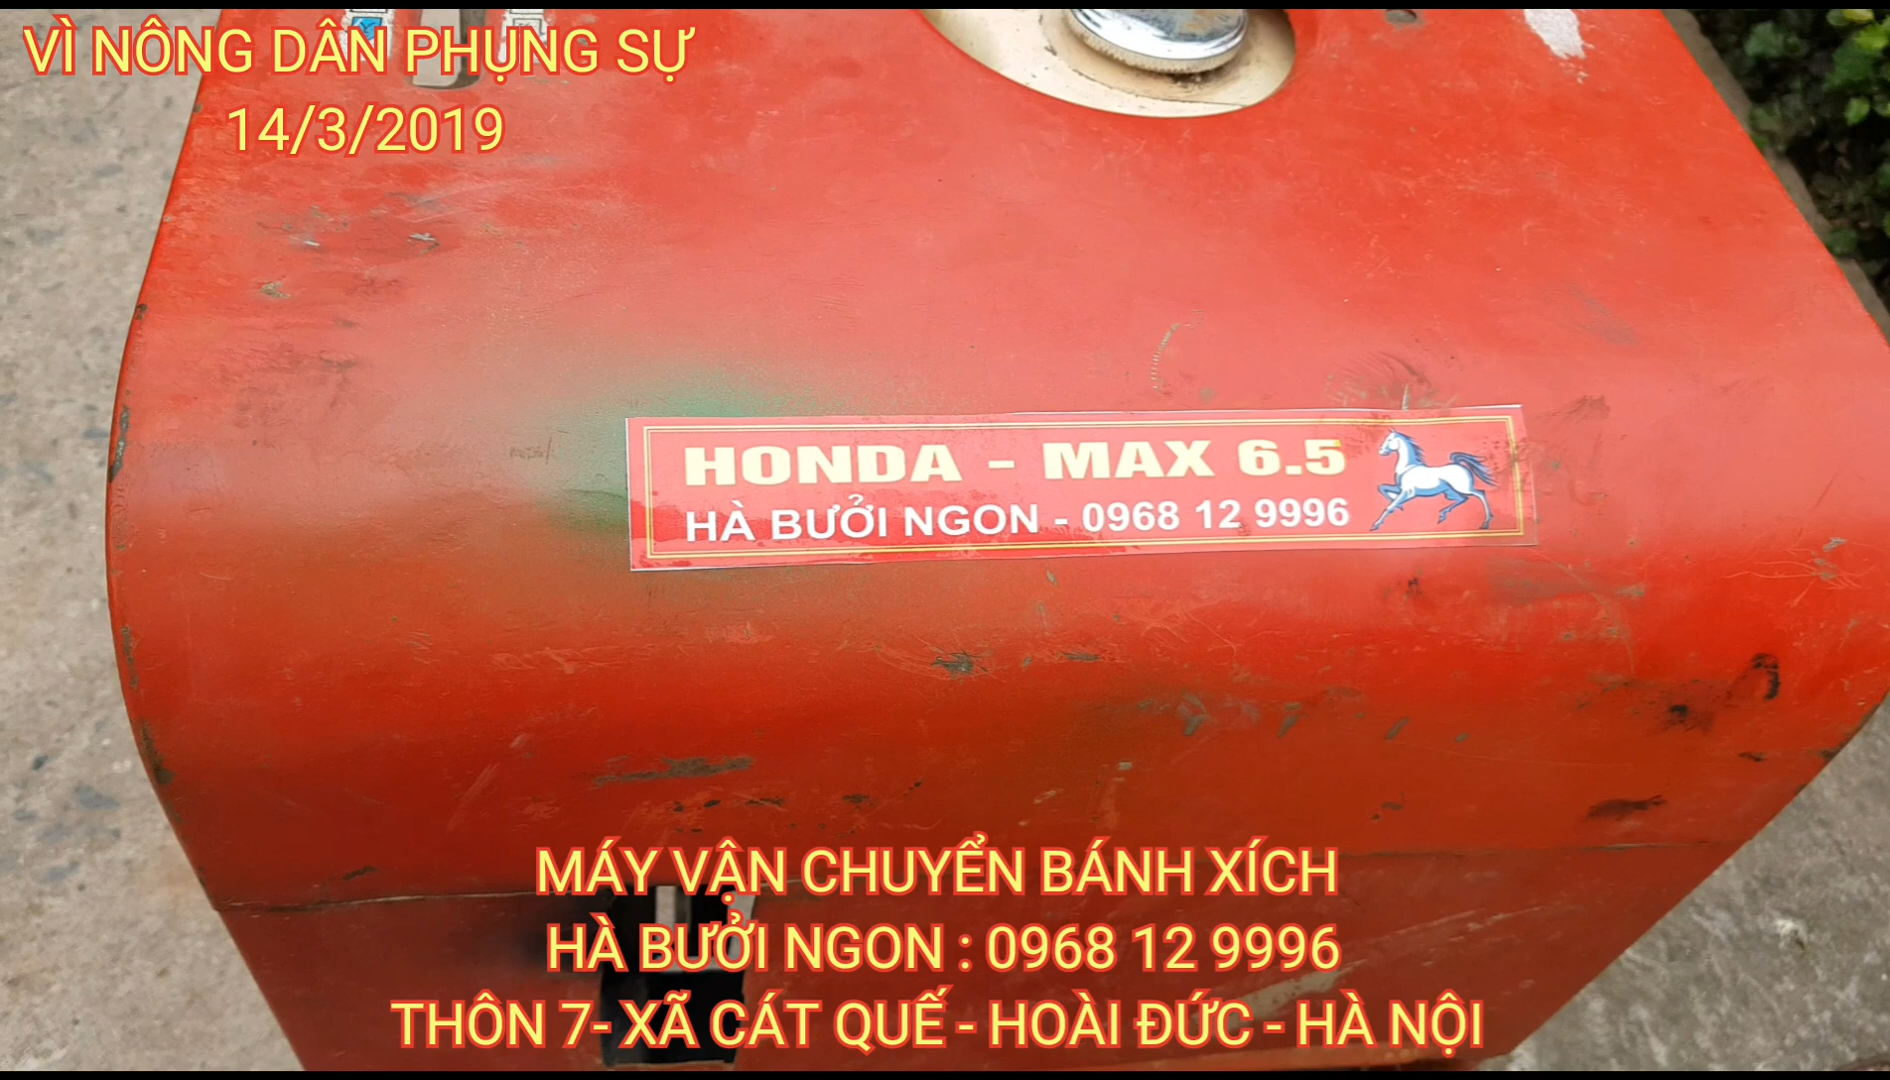 VÌ NÔNG DÂN PHỤNG SỰ
14/3/2019
HONDA - MAX 6.5
HÀ BƯỞI NGON - 0968 12 9996
MÁY VẬN CHUYỂN BÁNH XÍCH
HÀ BƯỞI NGON : 0968 12 9996
THÔN 7- XÃ CÁT QUẾ - HOÀI ĐỨC - HÀ NỘI